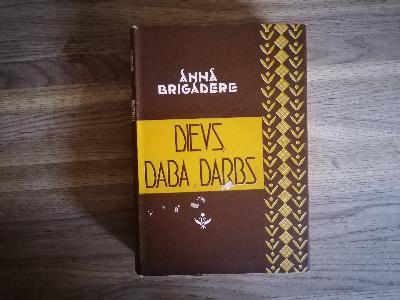 ANNA
BRIGADERE
DIEVS,
DABA, DARBS